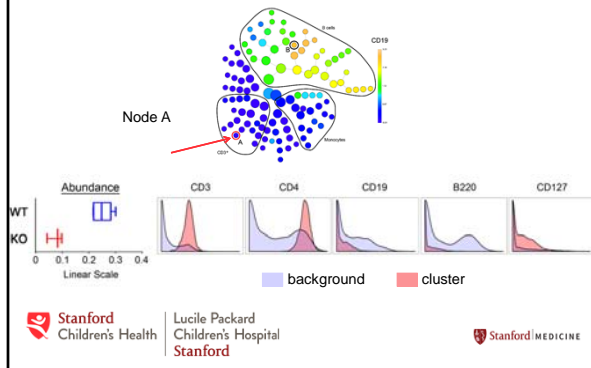 B cells
CD19
B
Node A
A
CD3+
Monocytes
Abundance
WT
KO
0 0.1 0.2 0.3 0.4
Linear Scale
CD3 CD4 CD19 B220 CD127
background cluster
Stanford
Children's Health
Lucile Packard
Children's Hospital
Stanford
Stanford MEDICINE